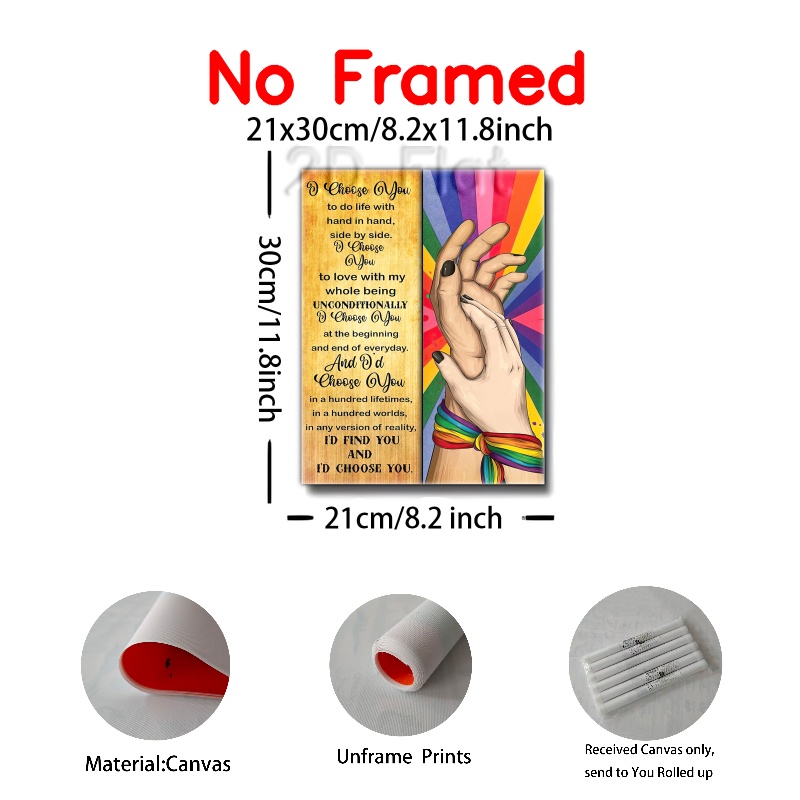 No Framed
21x30cm/8.2x11.8inch
2D Flat
30cm/11.8inch
I Choose You
to do life with
hand in hand,
side by side.
I Choose
You
to love with my
whole being
UNCONDITIONALLY
I Choose You
at the beginning
and end of everyday.
And I'd
Choose You
in a hundred lifetimes,
in a hundred worlds,
in any version of reality,
I'D FIND YOU
AND
I'D CHOOSE YOU.
21cm/8.2 inch
Material:Canvas
Unframe Prints
Received Canvas only,
send to You Rolled up